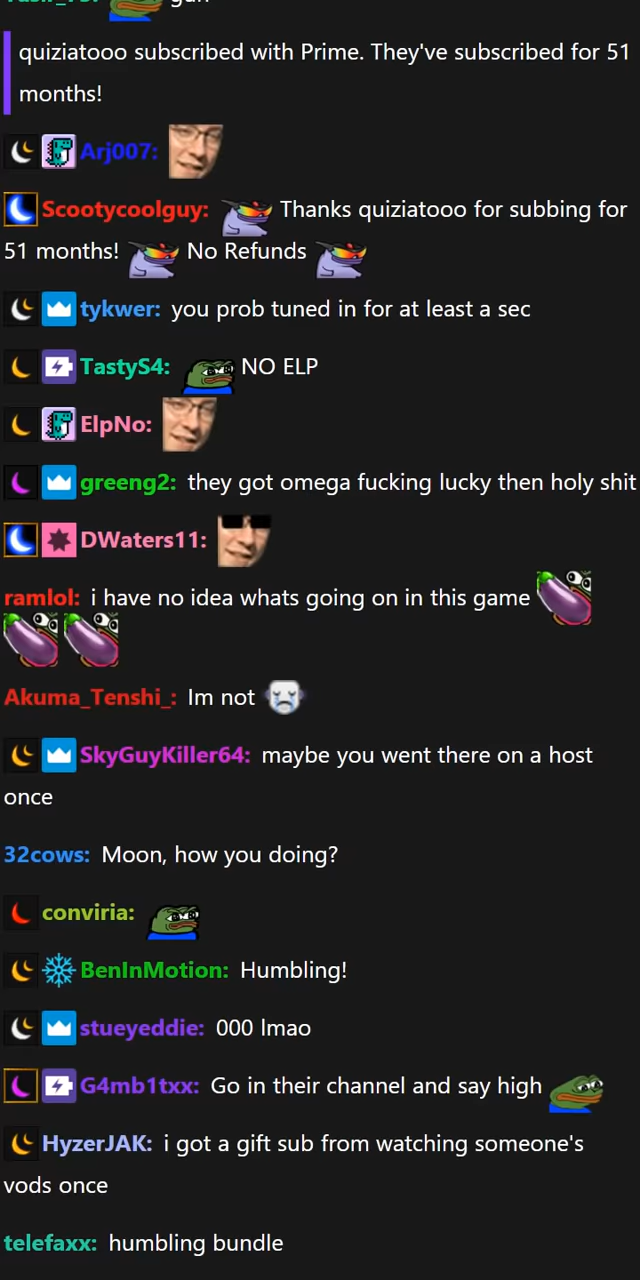 quiziatooo subscribed with Prime. They've subscribed for 51
months!
Arj007:
Scootycoolguy: Thanks quiziatooo for subbing for
51 months! No Refunds
tykwer: you prob tuned in for at least a sec
TastyS4: NO ELP
ElpNo:
greeng2: they got omega fucking lucky then holy shit
DWaters11:
ramlol: i have no idea whats going on in this game
Akuma_Tenshi_: Im not
SkyGuyKiller64: maybe you went there on a host
once
32cows: Moon, how you doing?
conviria:
BenInMotion: Humbling!
stueyeddie: 000 lmao
G4mb1txx: Go in their channel and say high
HyzerJAK: i got a gift sub from watching someone's
vods once
telefaxx: humbling bundle